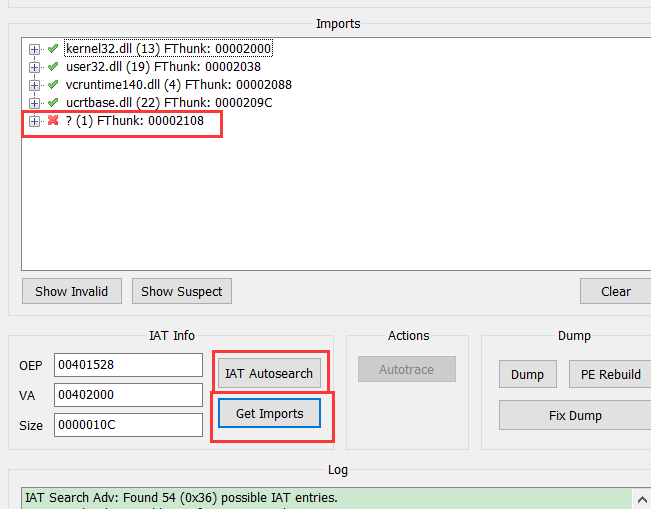 Imports
kernel32.dll (13) FThunk: 00002000
user32.dll (19) FThunk: 00002038
vcruntime140.dll (4) FThunk: 00002088
ucrtbase.dll (22) FThunk: 0000209C
? (1) FThunk: 00002108
Show Invalid
Show Suspect
Clear
IAT Info
OEP 00401528
VA 00402000
Size 0000010C
IAT Autosearch
Get Imports
Actions
Autotrace
Dump
Dump
PE Rebuild
Fix Dump
Log
IAT Search Adv: Found 54 (0x36) possible IAT entries.